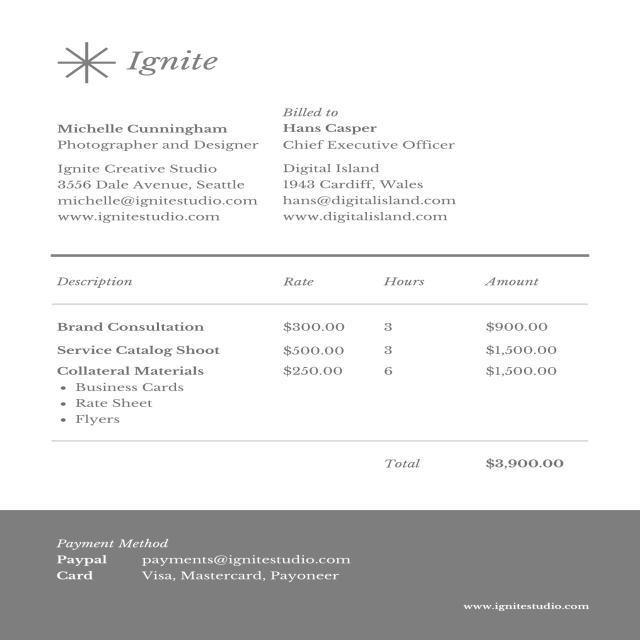 Ignite
Michelle Cunningham
Photographer and Designer
Ignite Creative Studio
3556 Dale Avenue, Seattle
michelle@ignitestudio.com
www.ignitestudio.com
Billed to
Hans Casper
Chief Executive Officer
Digital Island
1943 Cardiff, Wales
hans@digitalisland.com
www.digitalisland.com
Description Rate Hours Amount
Brand Consultation $300.00 3 $900.00
Service Catalog Shoot $500.00 3 $1,500.00
Collateral Materials $250.00 6 $1,500.00
• Business Cards
• Rate Sheet
• Flyers
Total $3,900.00
Payment Method
Paypal payments@ignitestudio.com
Card Visa, Mastercard, Payoneer
www.ignitestudio.com